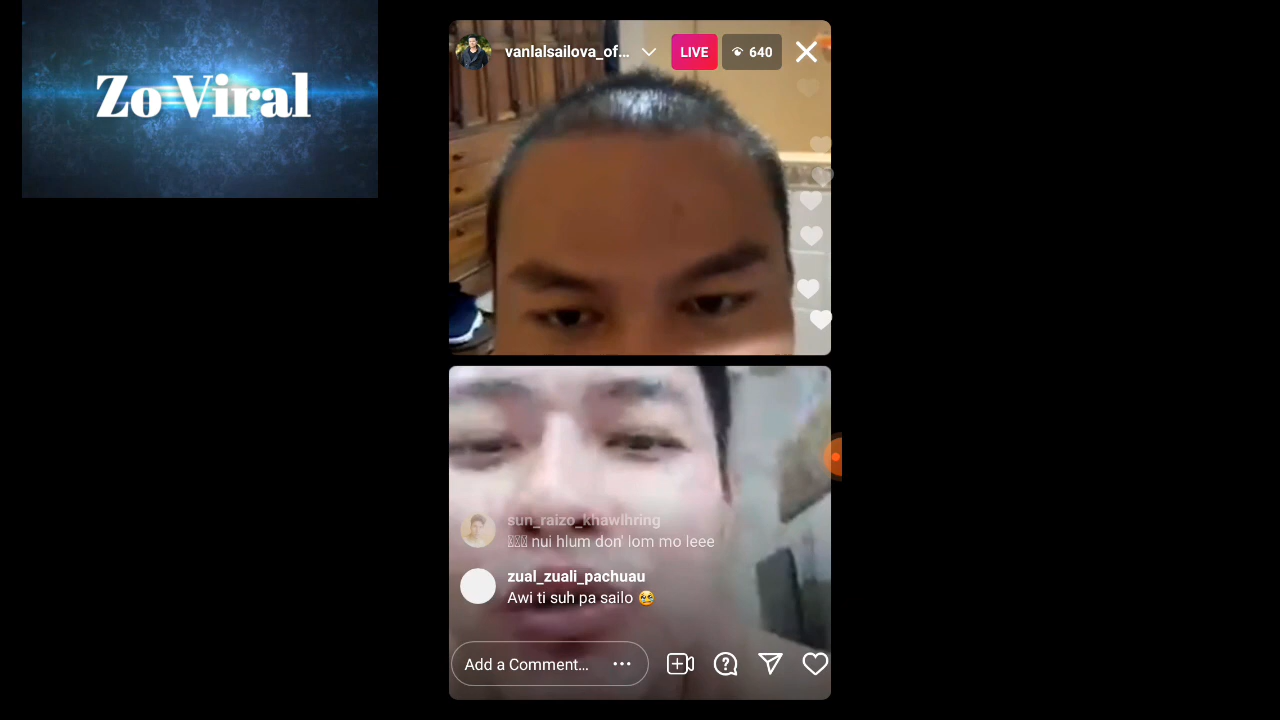 Zo Viral
vanlalsailova_of...
LIVE
640
sun_raizo_khawlhring
nui hlum don' lom mo leee
zual_zuali_pachuau
Awi ti suh pa sailo 🥲
Add a Comment...